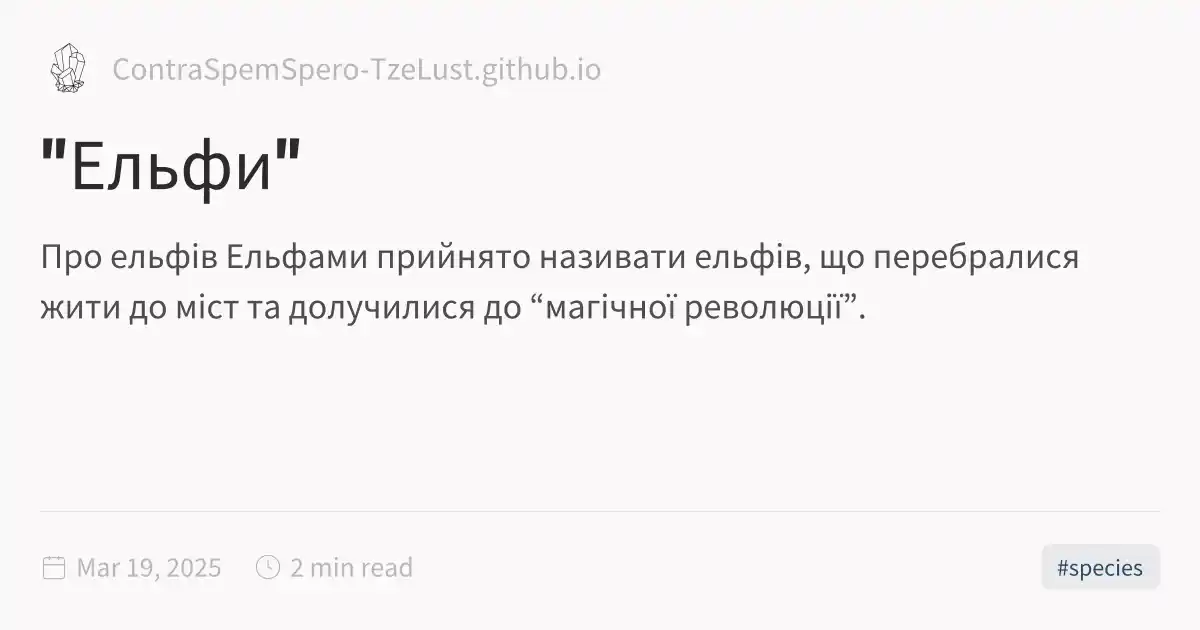 ContraSpemSpero-TzeLust.github.io
"Ельфи"
Про ельфів Ельфами прийнято називати ельфів, що перебралися
жити до міст та долучилися до “магічної революції”.
Mar 19, 2025 2 min read #species